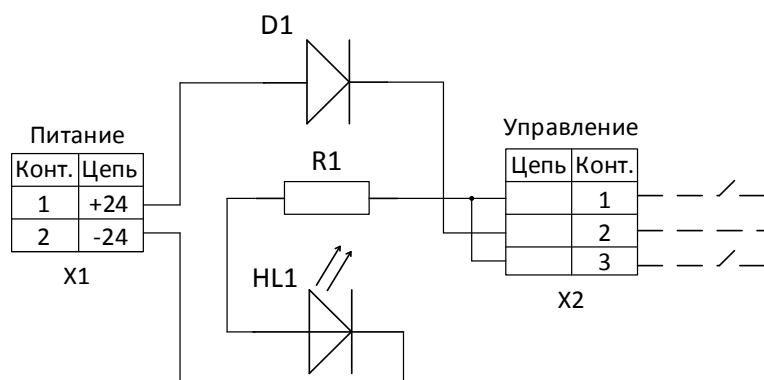 D1
Питание
Конт. Цепь
1 +24
2 -24
X1
R1
HL1
Управление
Цепь Конт.
1
2
3
X2